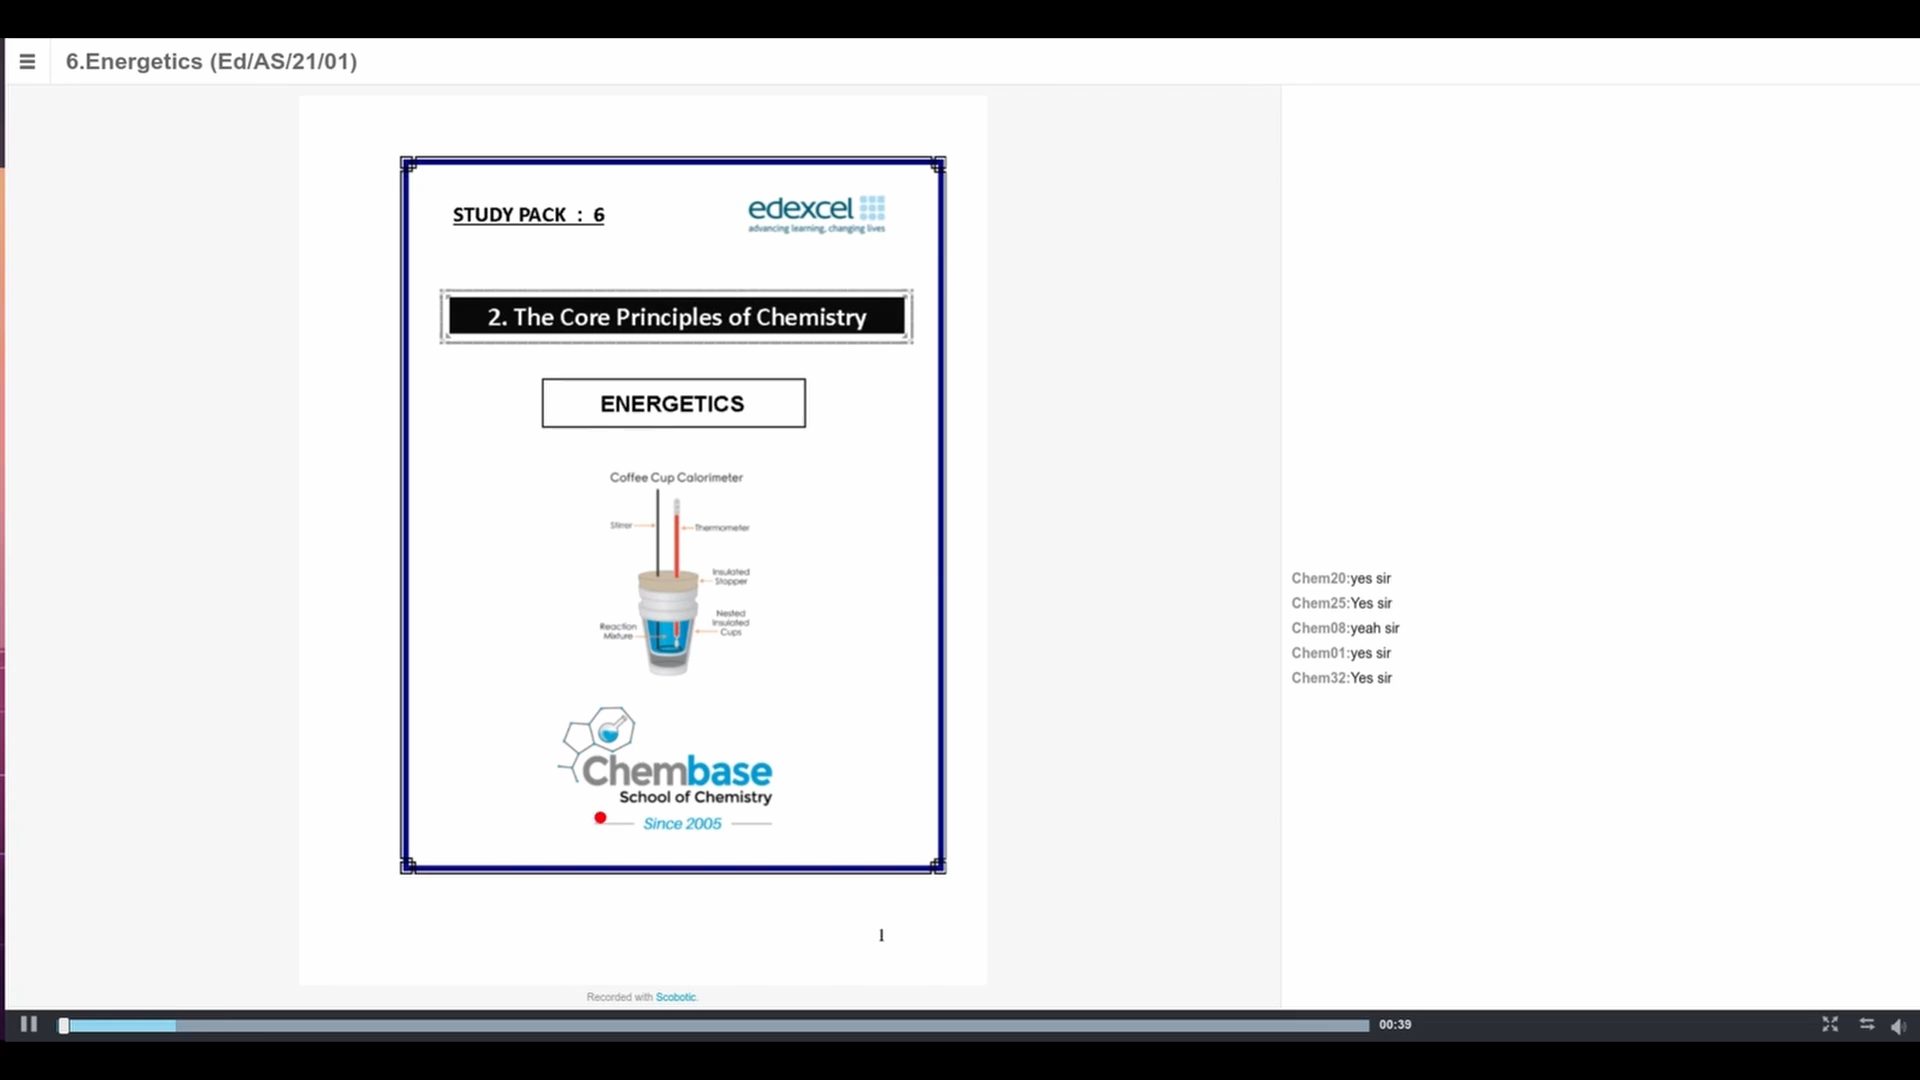 6.Energetics (Ed/AS/21/01)
STUDY PACK : 6
edexcel
advancing learning, changing lives
2. The Core Principles of Chemistry
ENERGETICS
Coffee Cup Calorimeter
Stirrer
Thermometer
Insulated
Stopper
Nested
Insulated
Cups
Reaction
Mixture
Chembase
School of Chemistry
Since 2005
1
Recorded with Scobotic.
Chem20:yes sir
Chem25:Yes sir
Chem08:yeah sir
Chem01:yes sir
Chem32:Yes sir
00:39